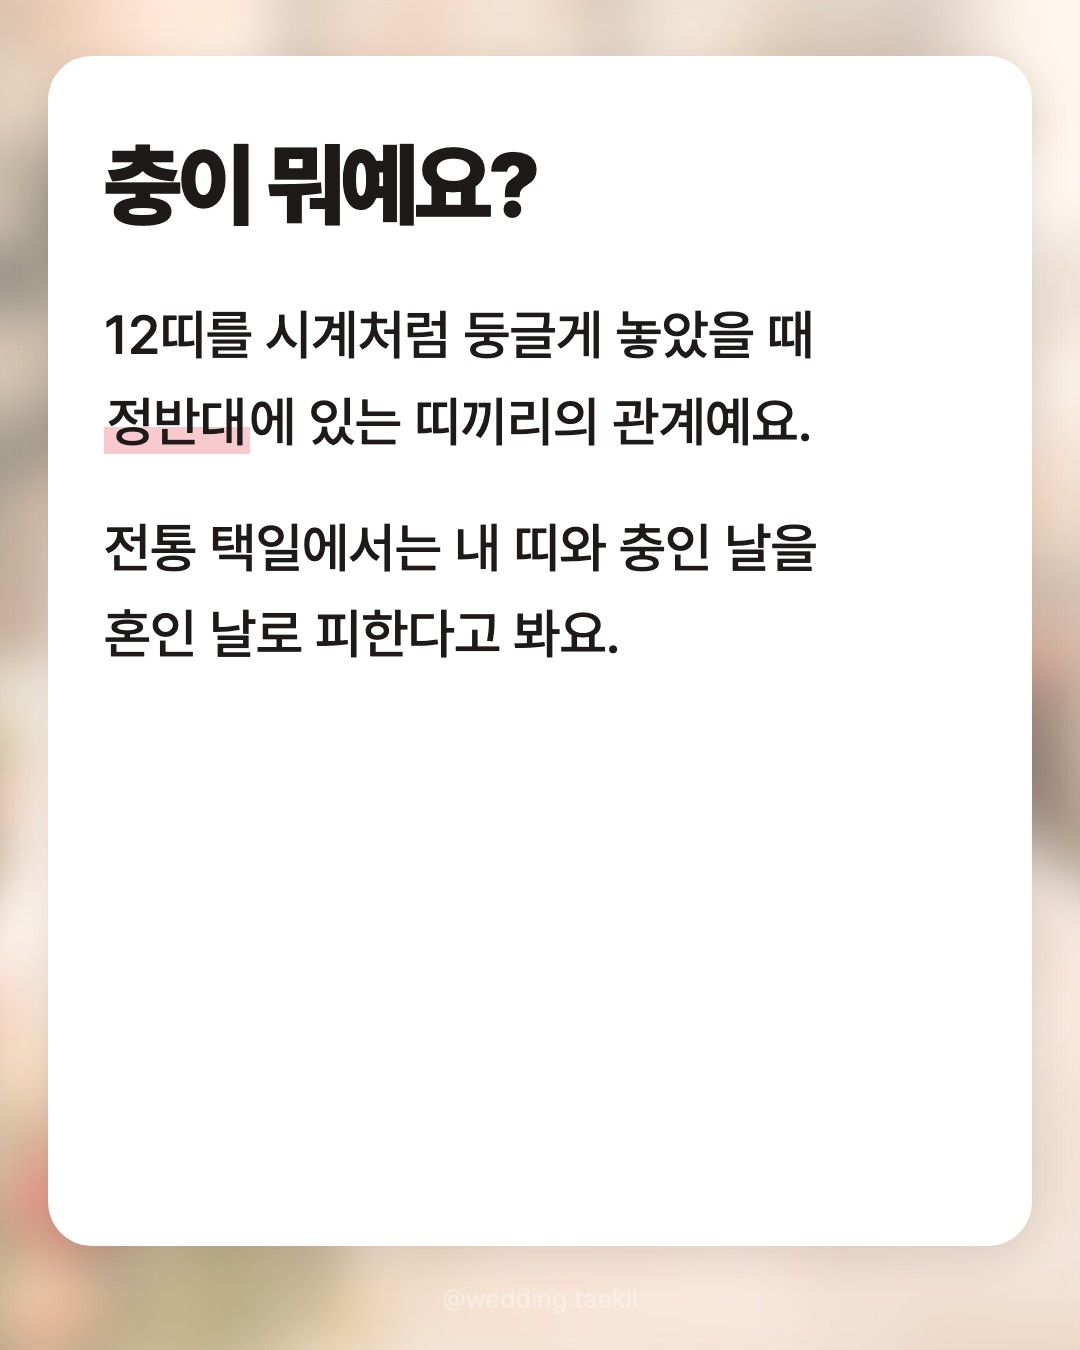 충이 뭐예요?
12띠를 시계처럼 둥글게 놓았을 때
정반대에 있는 띠끼리의 관계예요.
전통 택일에서는 내 띠와 충인 날을
혼인 날로 피한다고 봐요.
@wedding.taekil